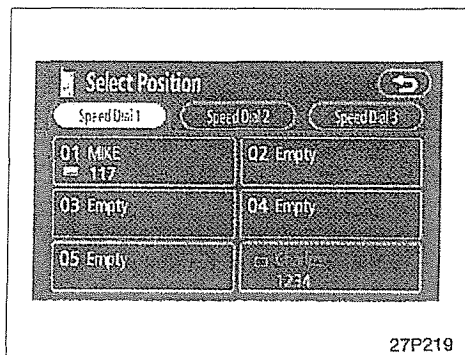 Select Position
Speed Dial 1 Speed Dial 2 Speed Dial 3
01 MIKE 02 Empty
117
03 Empty 04 Empty
05 Empty
1234
27P219